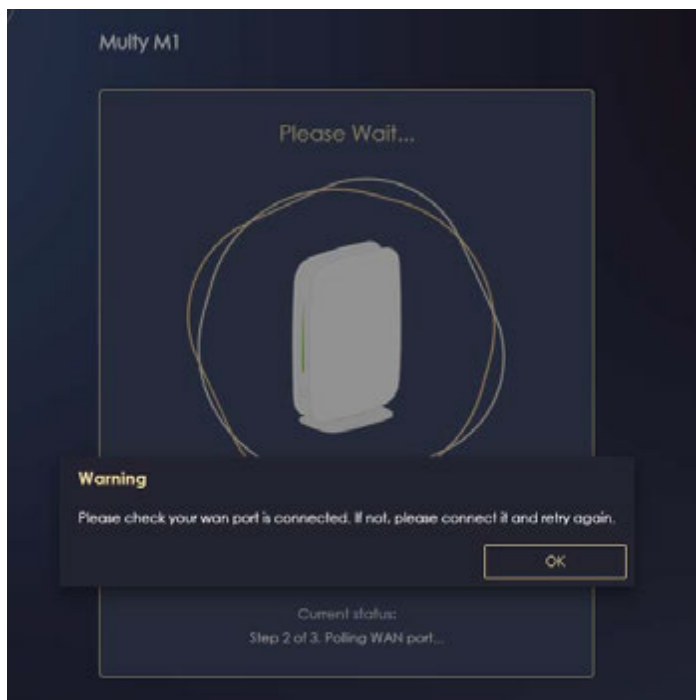 Multy M1
Please Wait...
Warning
Please check your wan port is connected. If not, please connect it and retry again.
OK
Current status:
Step 2 of 3. Polling WAN port...